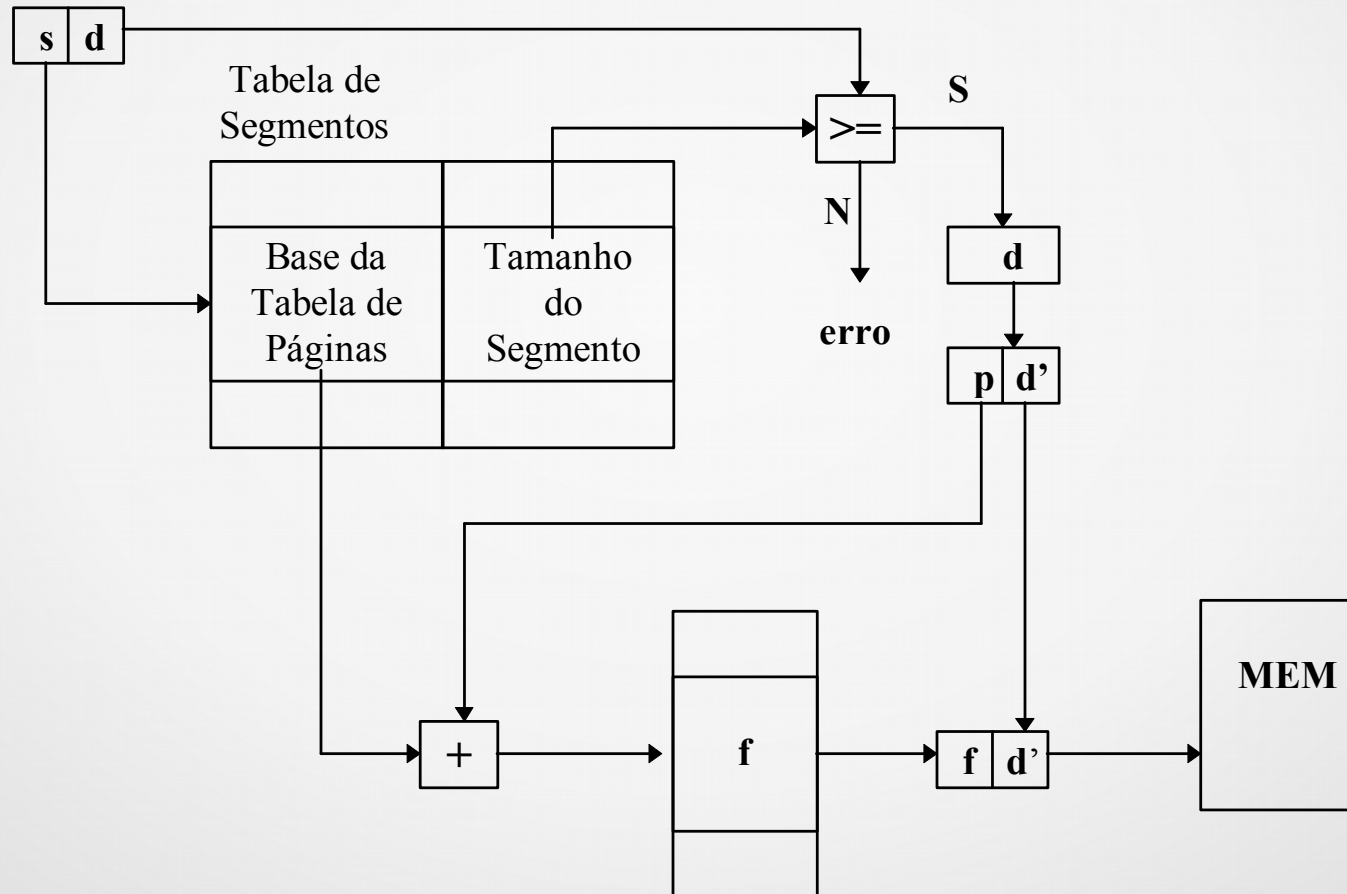 s d
Tabela de
Segmentos
S
>=
N
Base da
Tabela de
Páginas
Tamanho
do
Segmento
d
erro
p d’
MEM
+
f
f d’